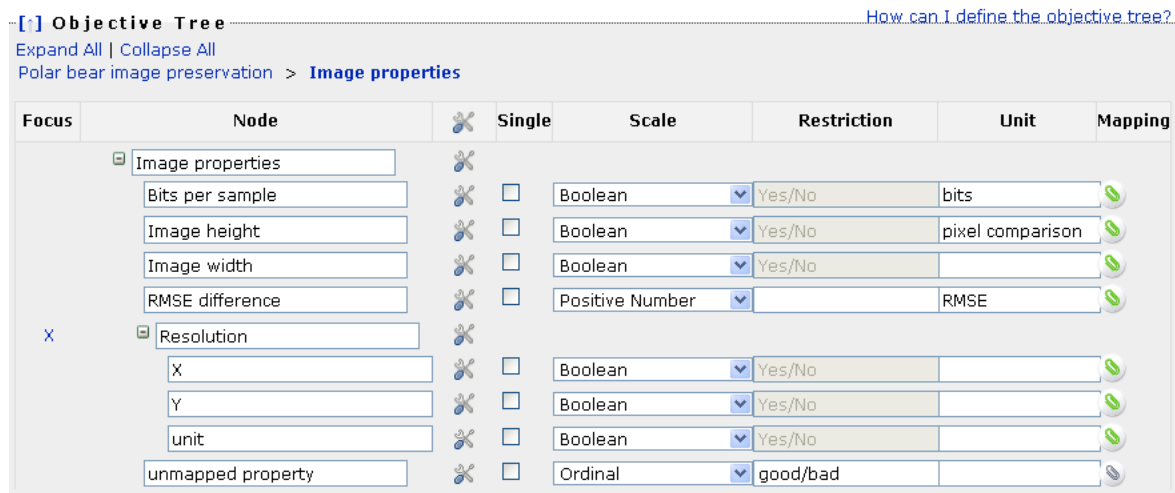 [↑] Objective Tree How can I define the objective tree?
Expand All | Collapse All
Polar bear image preservation > Image properties
Focus Node Single Scale Restriction Unit Mapping
Image properties
Bits per sample Boolean Yes/No bits
Image height Boolean Yes/No pixel comparison
Image width Boolean Yes/No
RMSE difference Positive Number RMSE
X Resolution
X Boolean Yes/No
Y Boolean Yes/No
unit Boolean Yes/No
unmapped property Ordinal good/bad